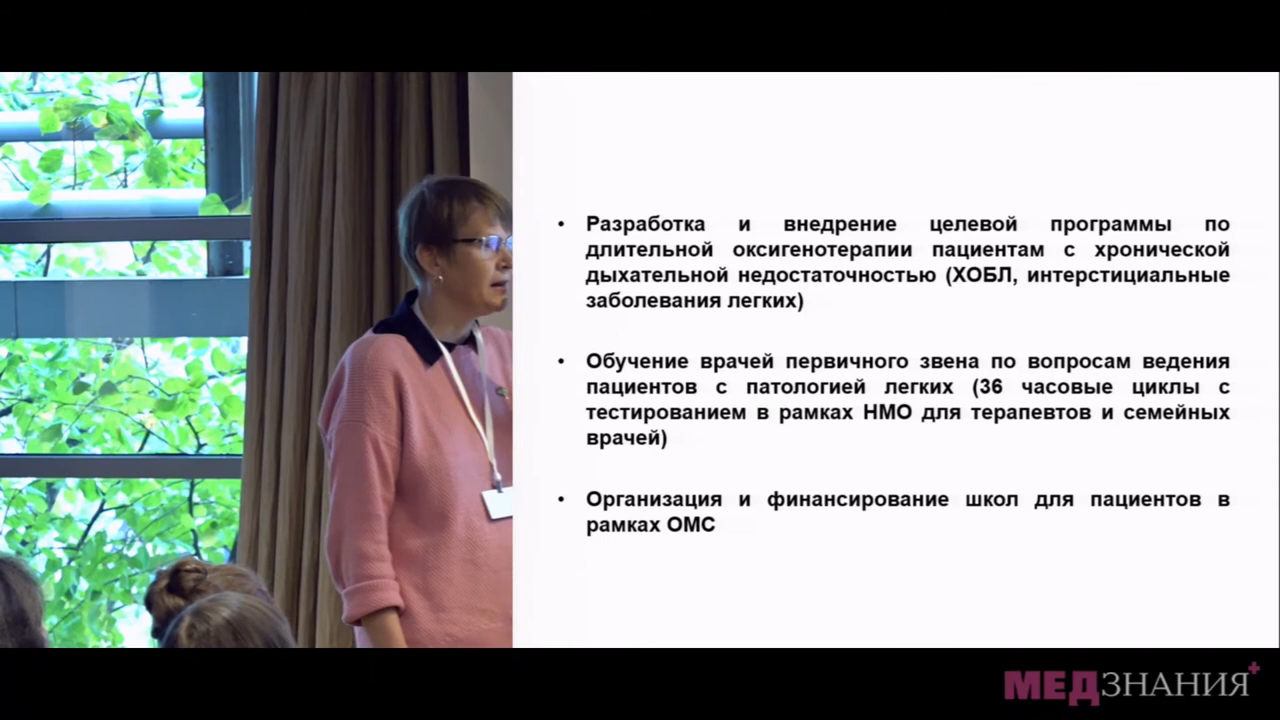 • Разработка и внедрение целевой программы по
длительной оксигенотерапии пациентам с хронической
дыхательной недостаточностью (ХОБЛ, интерстициальные
заболевания легких)
• Обучение врачей первичного звена по вопросам ведения
пациентов с патологией легких (36 часовые циклы с
тестированием в рамках НМО для терапевтов и семейных
врачей)
• Организация и финансирование школ для пациентов в
рамках ОМС
МЕДЗНАНИЯ+